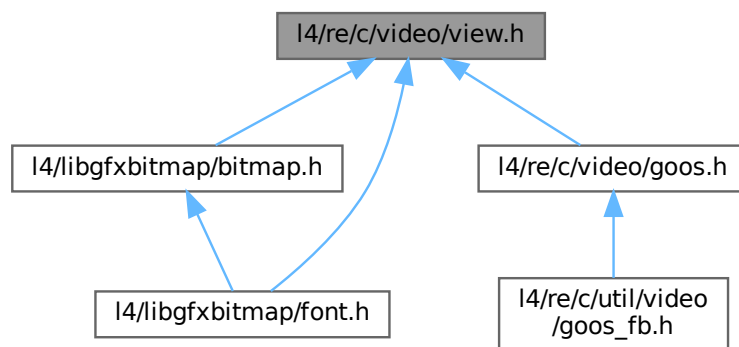 l4/re/c/video/view.h
l4/libgfxbitmap/bitmap.h
l4/re/c/video/goos.h
l4/libgfxbitmap/font.h
l4/re/c/util/video
/goos_fb.h